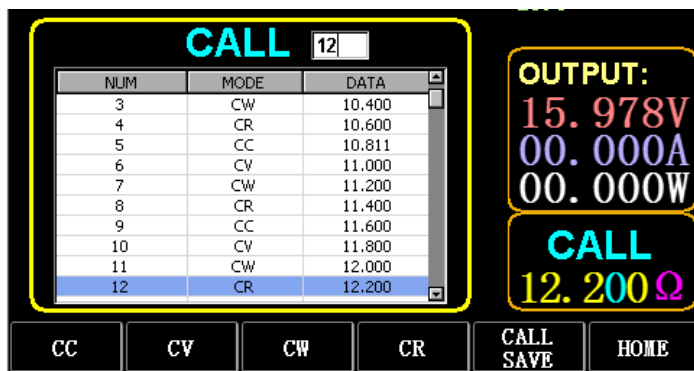 CALL 12
NUM MODE DATA
3 CW 10.400
4 CR 10.600
5 CC 10.811
6 CV 11.000
7 CW 11.200
8 CR 11.400
9 CC 11.600
10 CV 11.800
11 CW 12.000
12 CR 12.200
OUTPUT:
15.978V
00.000A
00.000W
CALL
12.200Ω
CC CV CW CR CALL SAVE HOME